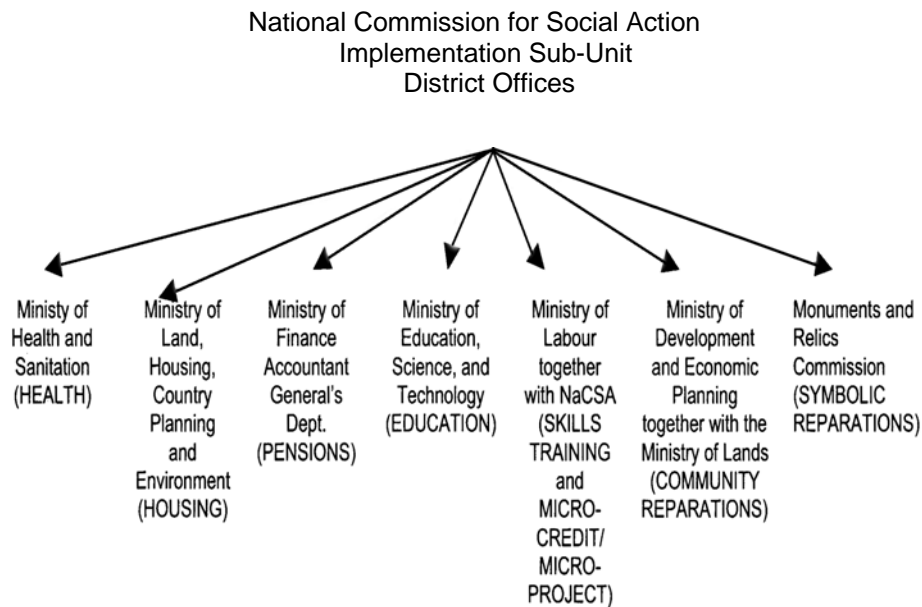 National Commission for Social Action
Implementation Sub-Unit
District Offices
Ministy of
Health and
Sanitation
(HEALTH)
Ministry of
Land,
Housing,
Country
Planning
and
Environment
(HOUSING)
Ministry of
Finance
Accountant
General's
Dept.
(PENSIONS)
Ministry of
Education,
Science, and
Technology
(EDUCATION)
Ministry of
Labour
together
with NaCSA
(SKILLS
TRAINING
and
MICRO-
CREDIT/
MICRO-
PROJECT)
Ministry of
Development
and Economic
Planning
together with the
Ministry of Lands
(COMMUNITY
REPARATIONS)
Monuments and
Relics
Commission
(SYMBOLIC
REPARATIONS)